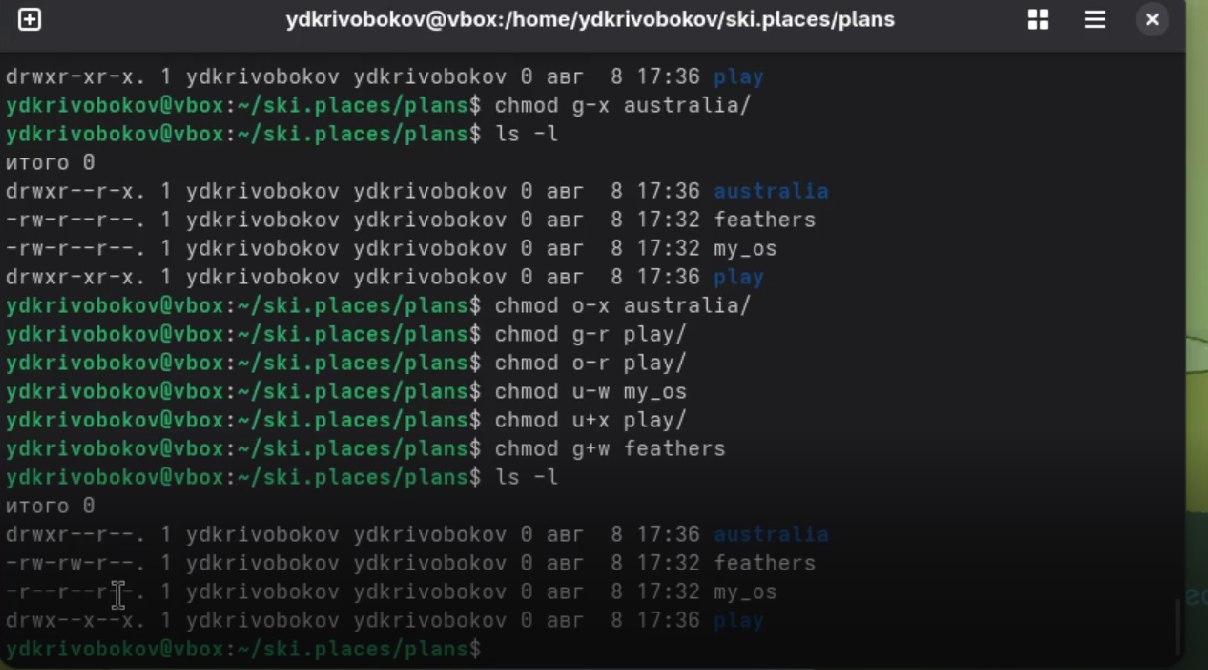 ydkrivobokov@vbox:/home/ydkrivobokov/ski.places/plans
drwxr-xr-x. 1 ydkrivobokov ydkrivobokov 0 авг  8 17:36 play
ydkrivobokov@vbox:~/ski.places/plans$ chmod g-x australia/
ydkrivobokov@vbox:~/ski.places/plans$ ls -l
итого 0
drwxr--r-x. 1 ydkrivobokov ydkrivobokov 0 авг  8 17:36 australia
-rw-r--r--. 1 ydkrivobokov ydkrivobokov 0 авг  8 17:32 feathers
-rw-r--r--. 1 ydkrivobokov ydkrivobokov 0 авг  8 17:32 my_os
drwxr-xr-x. 1 ydkrivobokov ydkrivobokov 0 авг  8 17:36 play
ydkrivobokov@vbox:~/ski.places/plans$ chmod o-x australia/
ydkrivobokov@vbox:~/ski.places/plans$ chmod g-r play/
ydkrivobokov@vbox:~/ski.places/plans$ chmod o-r play/
ydkrivobokov@vbox:~/ski.places/plans$ chmod u-w my_os
ydkrivobokov@vbox:~/ski.places/plans$ chmod u+x play/
ydkrivobokov@vbox:~/ski.places/plans$ chmod g+w feathers
ydkrivobokov@vbox:~/ski.places/plans$ ls -l
итого 0
drwxr--r--. 1 ydkrivobokov ydkrivobokov 0 авг  8 17:36 australia
-rw-rw-r--. 1 ydkrivobokov ydkrivobokov 0 авг  8 17:32 feathers
-r--r--r--. 1 ydkrivobokov ydkrivobokov 0 авг  8 17:32 my_os
drwx--x--x. 1 ydkrivobokov ydkrivobokov 0 авг  8 17:36 play
ydkrivobokov@vbox:~/ski.places/plans$